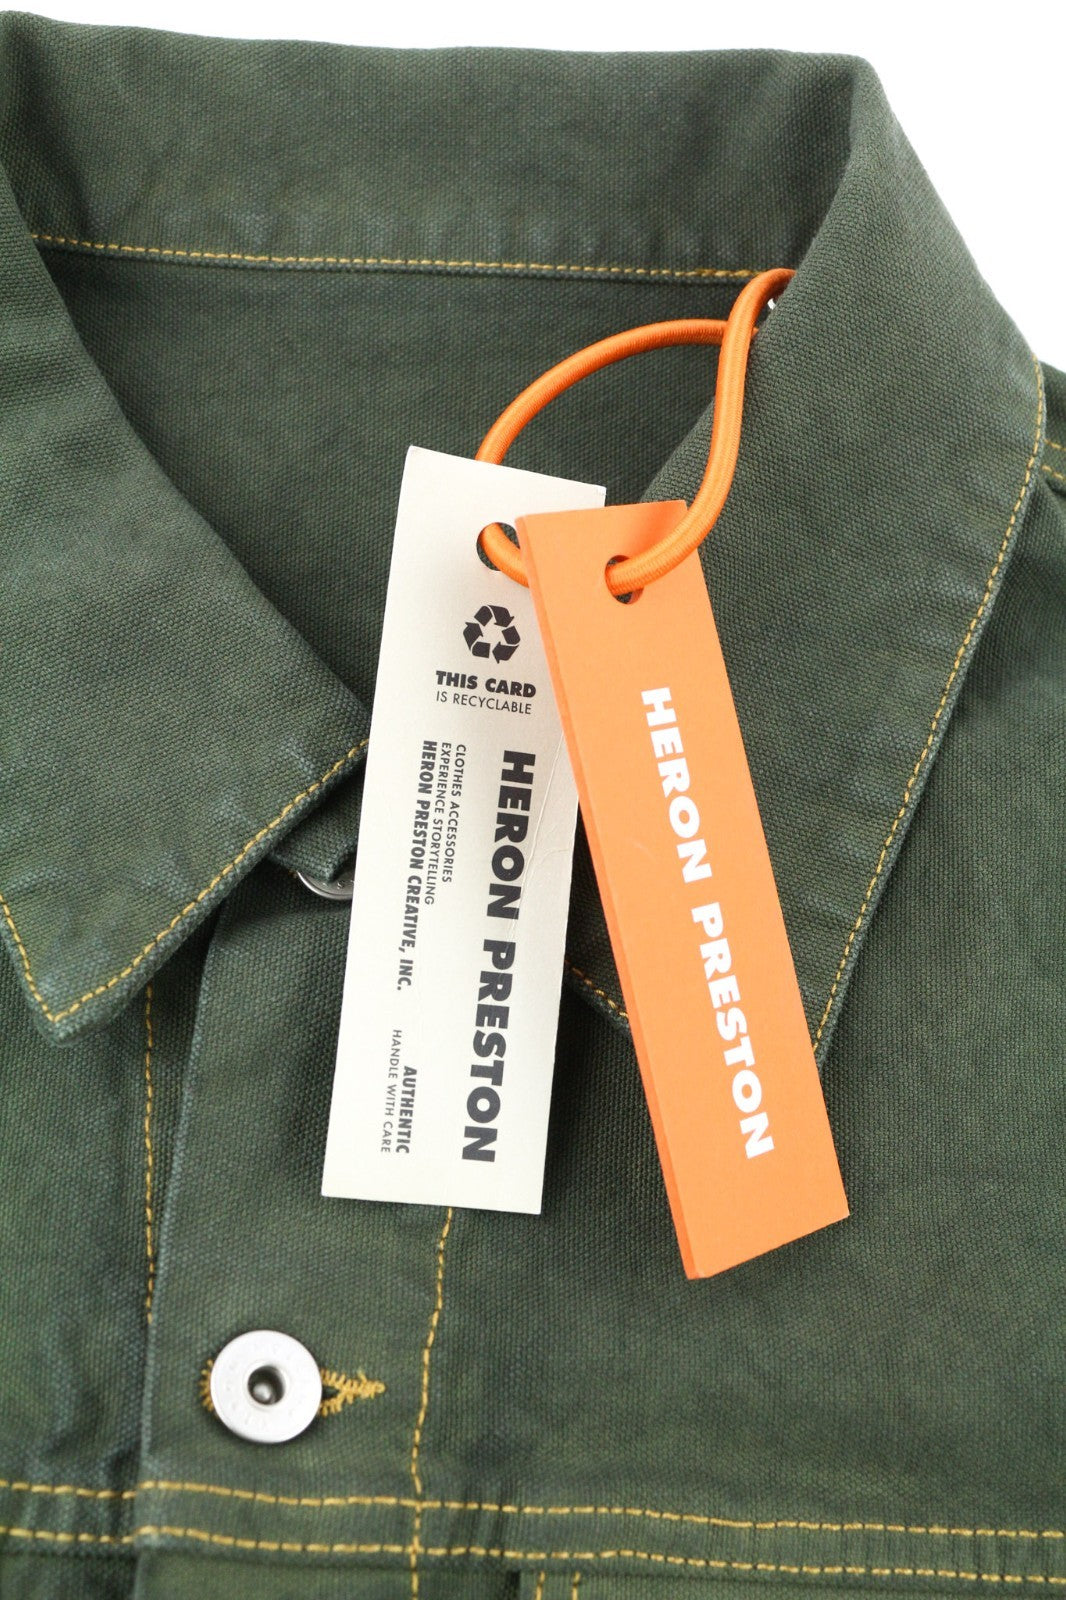 THIS CARD
IS RECYCLABLE
HERON PRESTON
CLOTHES ACCESSORIES
EXPERIENCE STORYTELLING
HERON PRESTON CREATIVE, INC.
AUTHENTIC
HANDLE WITH CARE
HERON PRESTON